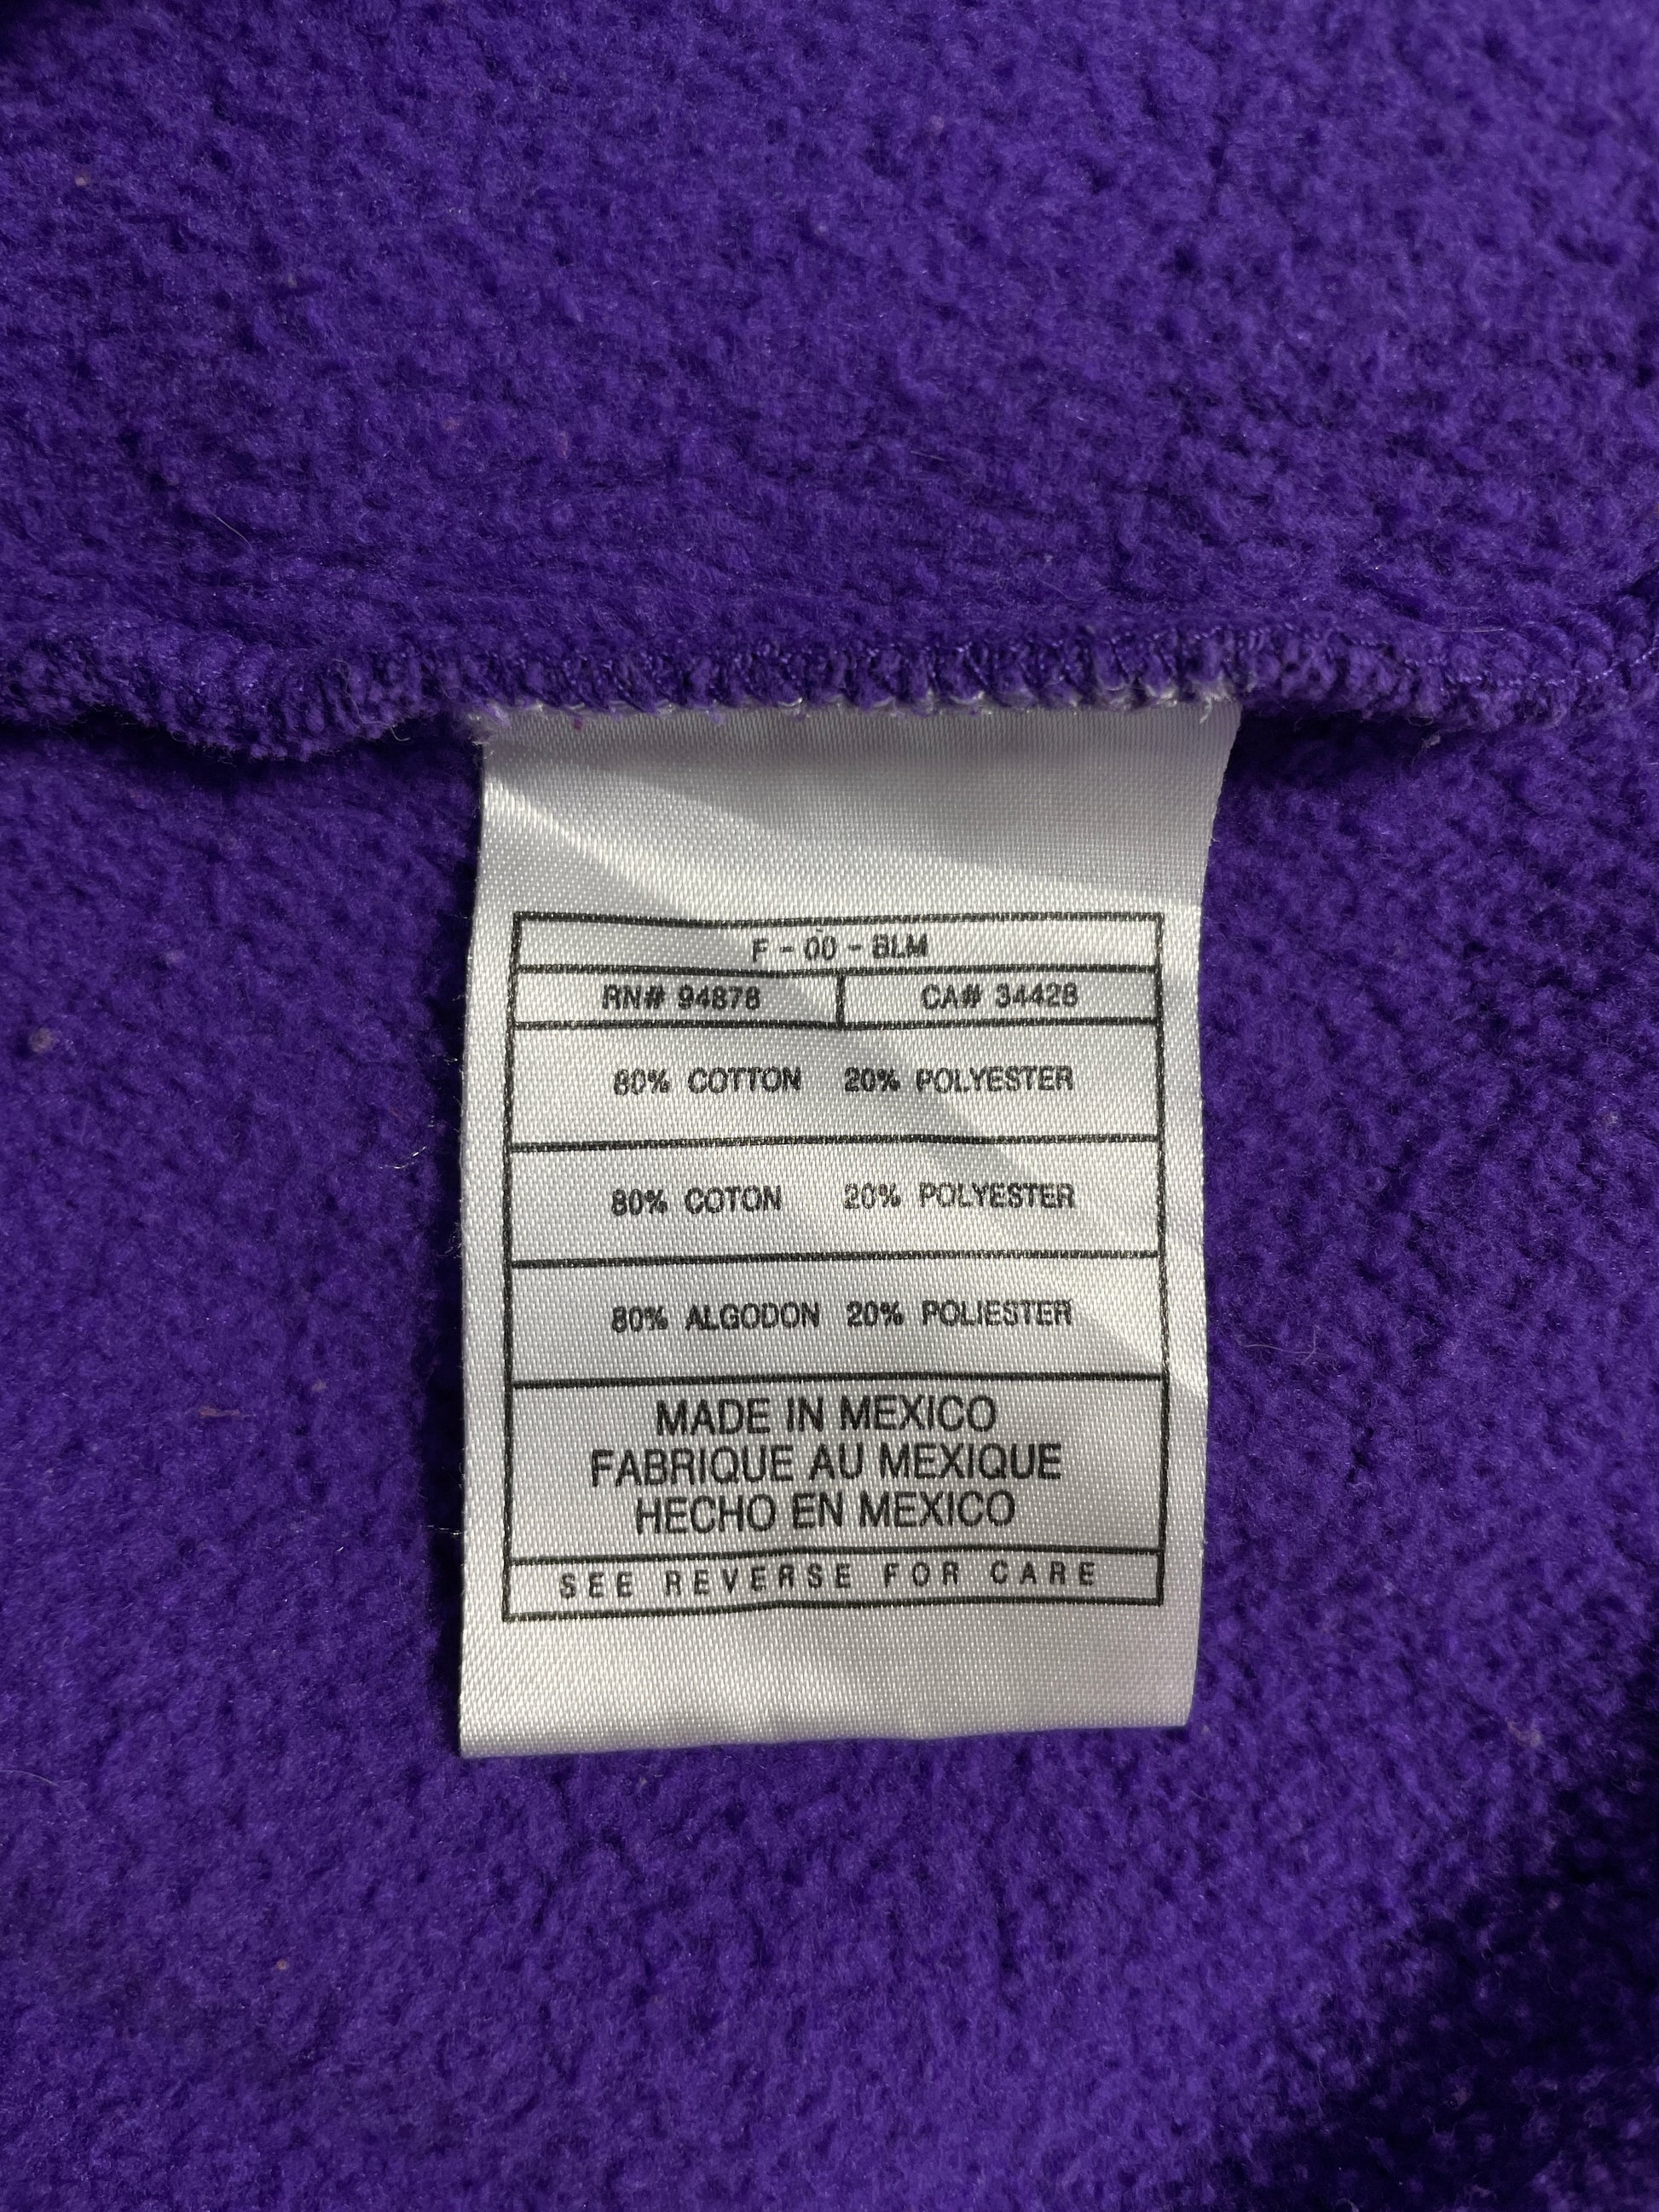 F - 00 - BLM
RN# 94878 CA# 34428
80% COTTON 20% POLYESTER
80% COTON 20% POLYESTER
80% ALGODON 20% POLIESTER
MADE IN MEXICO
FABRIQUE AU MEXIQUE
HECHO EN MEXICO
SEE REVERSE FOR CARE